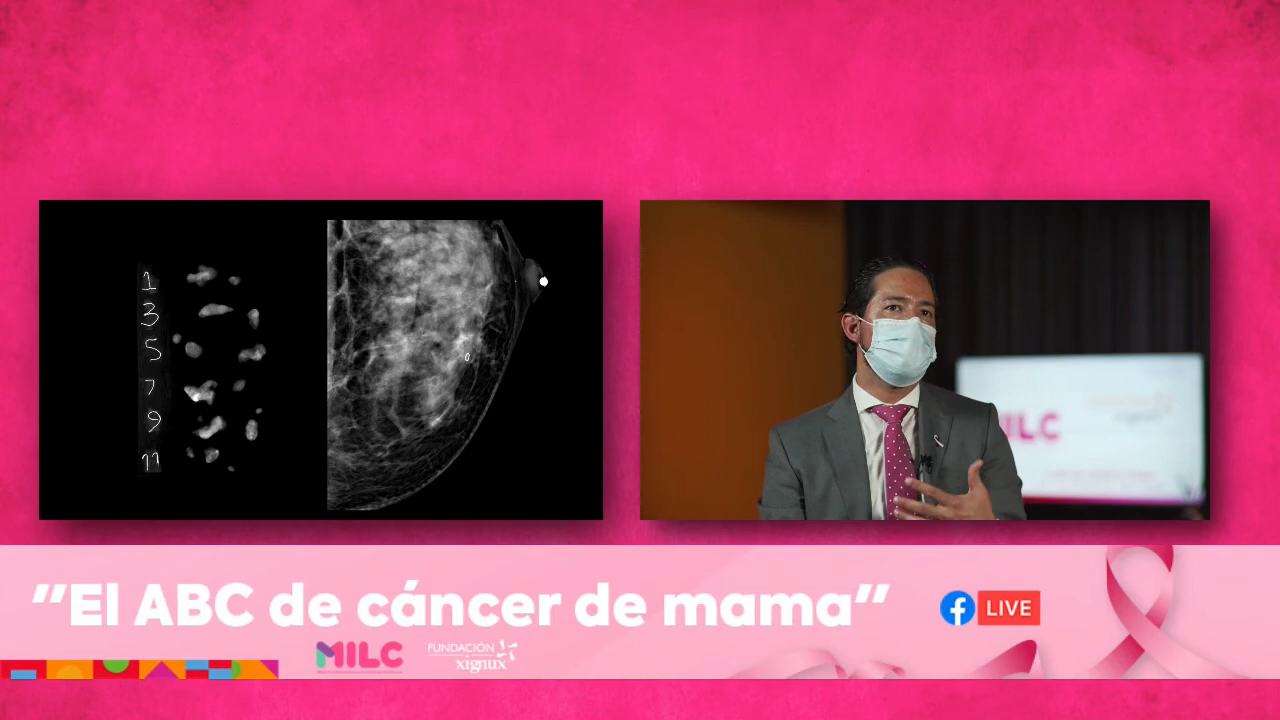 1
3
5
7
9
11
MILC
"El ABC de cáncer de mama"
LIVE
MILC
FUNDACIÓN
xignux